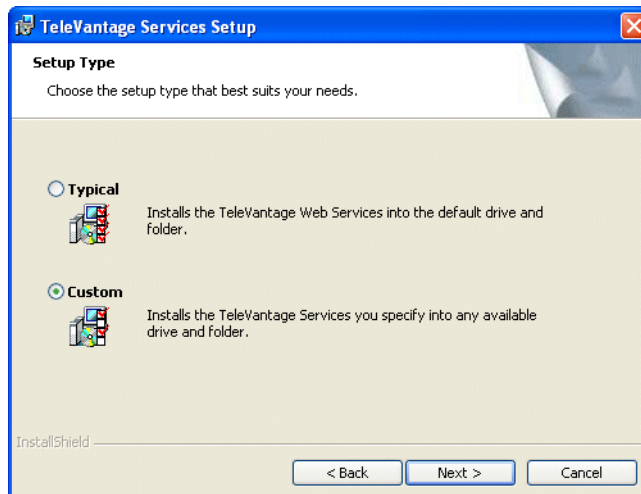 TeleVantage Services Setup
Setup Type
Choose the setup type that best suits your needs.
Typical
Installs the TeleVantage Web Services into the default drive and
folder.
Custom
Installs the TeleVantage Services you specify into any available
drive and folder.
InstallShield
< Back
Next >
Cancel